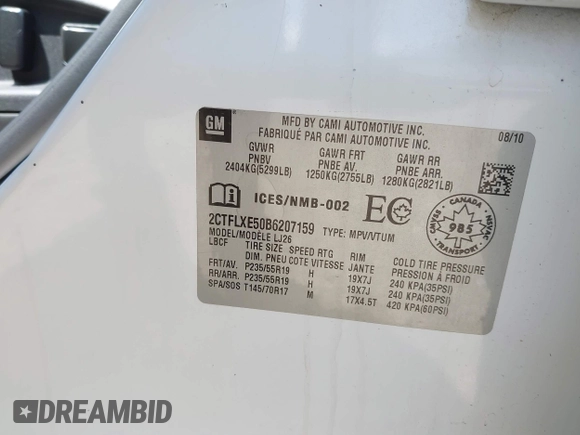 GM
MFD BY CAMI AUTOMOTIVE INC.
FABRIQUÉ PAR CAMI AUTOMOTIVE INC.
08/10
GVWR GAWR FRT GAWR RR
PNBV PNBE AV. PNBE ARR.
2404KG(5299LB) 1250KG(2755LB) 1280KG(2821LB)
ICES/NMB-002 EC
CANADA
985
TRANSPORT
2CTFLXE50B6207159 TYPE: MPV/VTUM
MODEL/MODÈLE LJ26
LBCF TIRE SIZE SPEED RTG RIM COLD TIRE PRESSURE
DIM. PNEU COTE VITESSE JANTE PRESSION À FROID
FRT/AV. P235/55R19 H 19X7J 240 KPA(35PSI)
RR/ARR. P235/55R19 H 19X7J 240 KPA(35PSI)
SPA/SOS T145/70R17 M 17X4.5T 420 KPA(60PSI)
DREAMBID